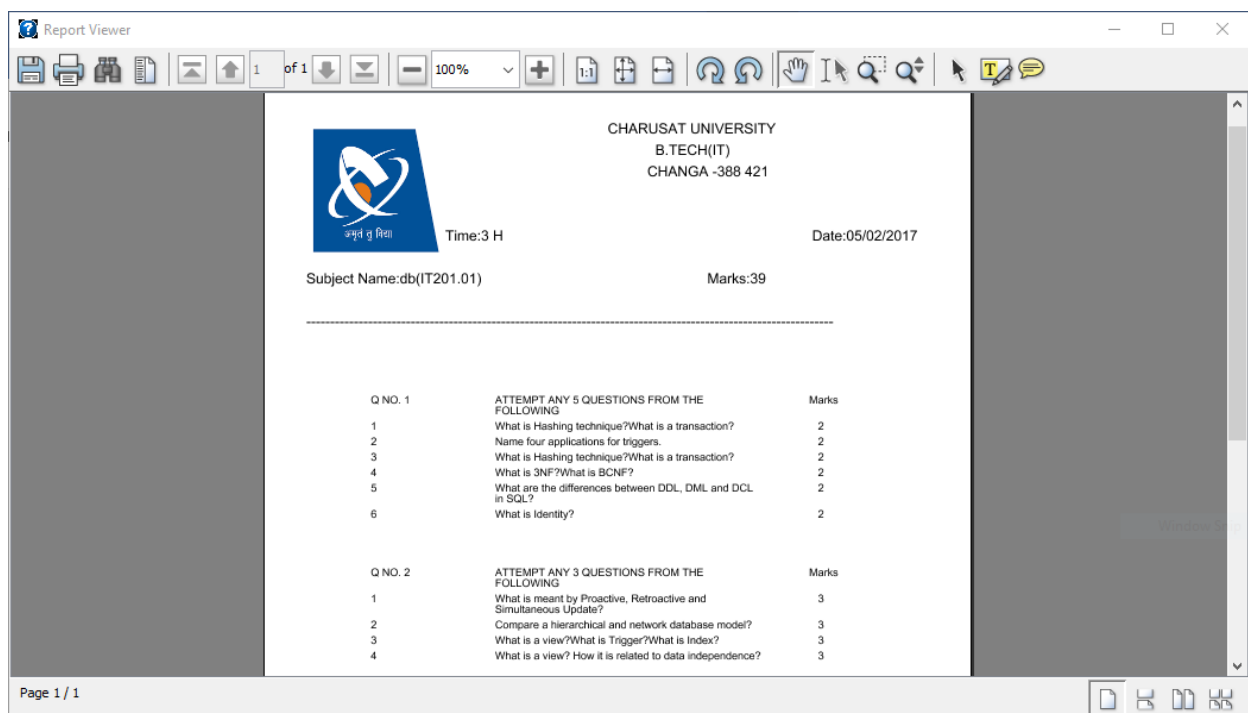 Report Viewer
1 of 1 100% 1:1 T
CHARUSAT UNIVERSITY
B.TECH(IT)
CHANGA -388 421
अमृतं तु विद्या
Time:3 H Date:05/02/2017
Subject Name:db(IT201.01) Marks:39
Q NO. 1 ATTEMPT ANY 5 QUESTIONS FROM THE Marks
FOLLOWING
1 What is Hashing technique?What is a transaction? 2
2 Name four applications for triggers. 2
3 What is Hashing technique?What is a transaction? 2
4 What is 3NF?What is BCNF? 2
5 What are the differences between DDL, DML and DCL 2
in SQL?
6 What is Identity? 2
Window Snip
Q NO. 2 ATTEMPT ANY 3 QUESTIONS FROM THE Marks
FOLLOWING
1 What is meant by Proactive, Retroactive and 3
Simultaneous Update?
2 Compare a hierarchical and network database model? 3
3 What is a view?What is Trigger?What is Index? 3
4 What is a view? How it is related to data independence? 3
Page 1 / 1